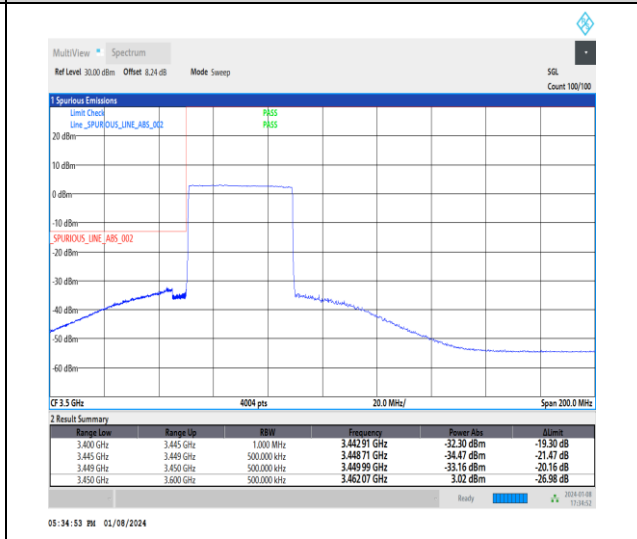 MultiView Spectrum
Ref Level 30.00 dBm Offset 8.24 dB Mode Sweep SGL
Count 100/100
1 Spurious Emissions
Limit Check PASS
Line _SPURIOUS_LINE_ABS_002 PASS
20 dBm
10 dBm
0 dBm
-10 dBm
_SPURIOUS_LINE_ABS_002
-20 dBm
-30 dBm
-40 dBm
-50 dBm
-60 dBm
CF 3.5 GHz 4004 pts 20.0 MHz/ Span 200.0 MHz
2 Result Summary
Range Low Range Up RBW Frequency Power Abs ΔLimit
3.400 GHz 3.445 GHz 1.000 MHz 3.44291 GHz -32.30 dBm -19.30 dB
3.445 GHz 3.449 GHz 500.000 kHz 3.44871 GHz -34.47 dBm -21.47 dB
3.449 GHz 3.450 GHz 500.000 kHz 3.44999 GHz -33.16 dBm -20.16 dB
3.450 GHz 3.600 GHz 500.000 kHz 3.46207 GHz 3.02 dBm -26.98 dB
Ready 2024-01-08
17:34:52
05:34:53 PM 01/08/2024